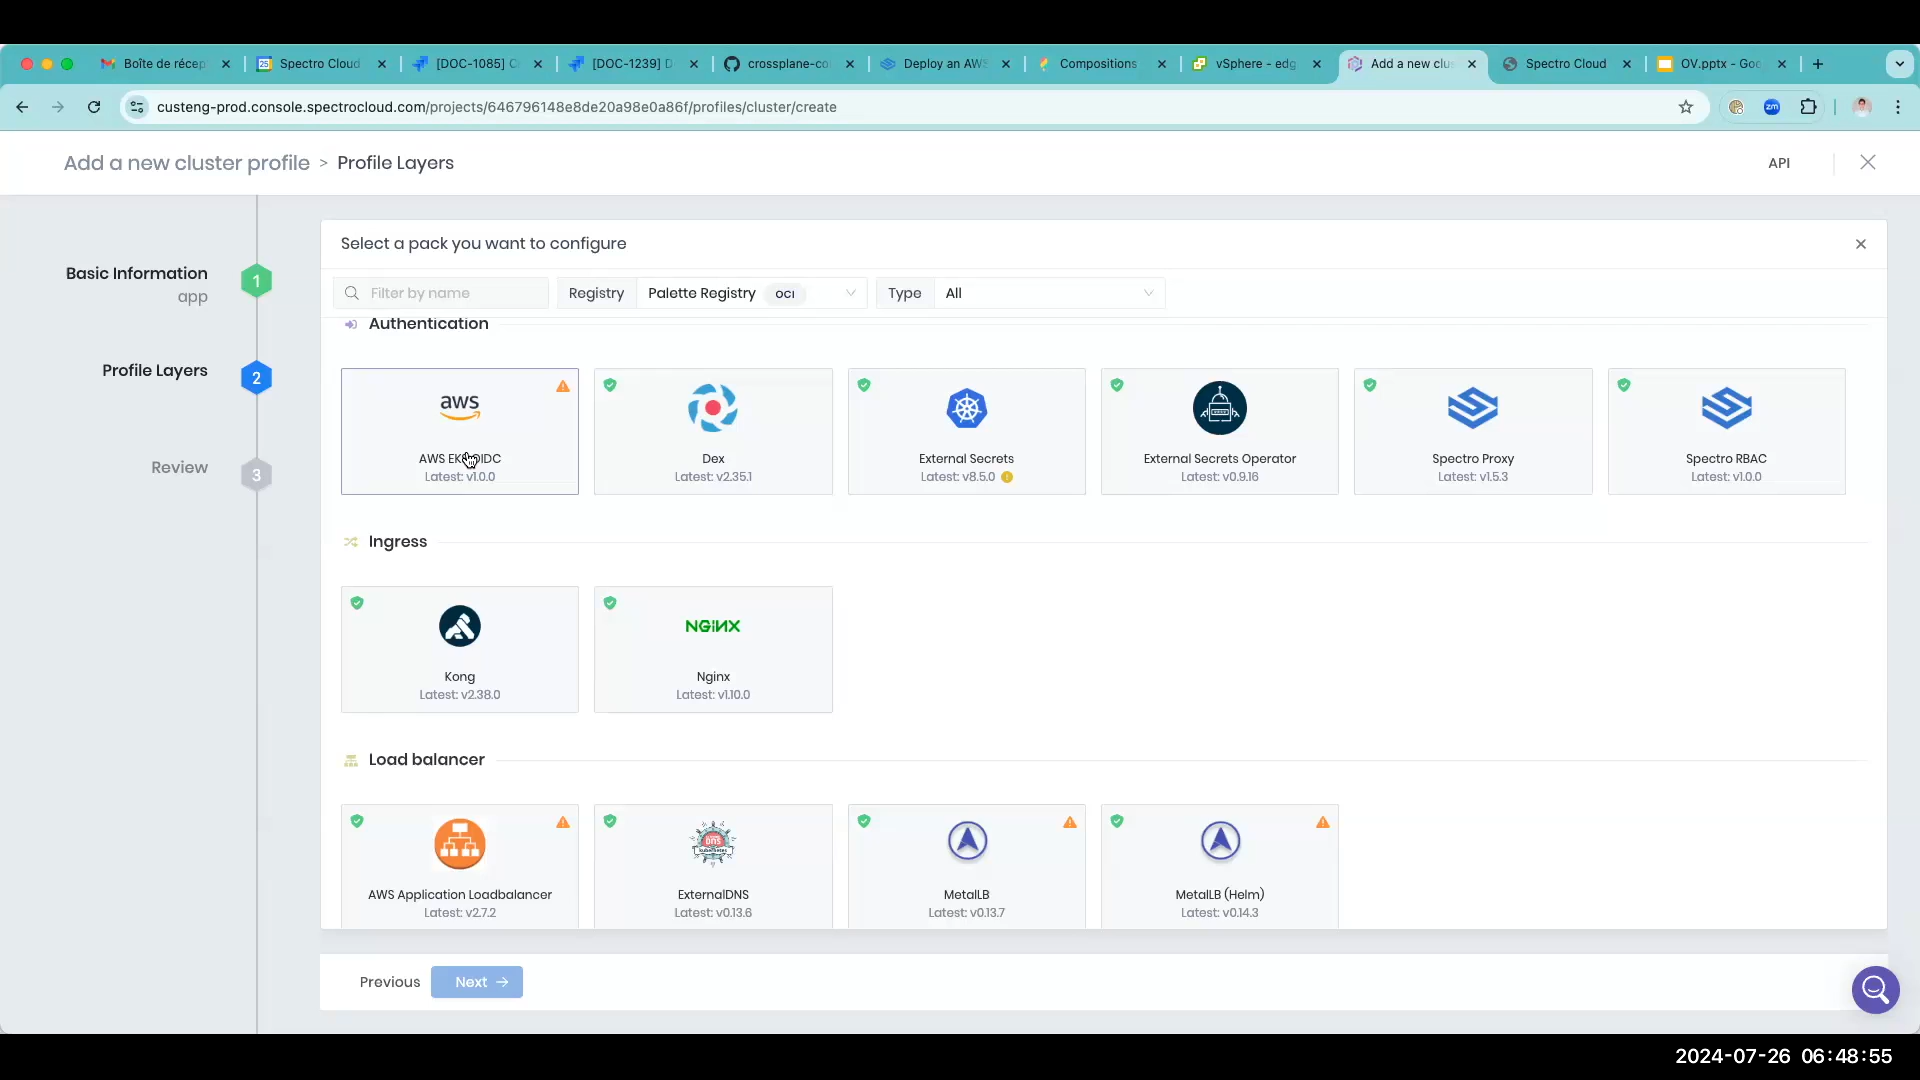 Boîte de récep
25
Spectro Cloud
[DOC-1085] C
[DOC-1239] D
crossplane-co
Deploy an AWS
Compositions
vSphere - edg
Add a new clu
Spectro Cloud
OV.pptx - Goo
custeng-prod.console.spectrocloud.com/projects/646796148e8de20a98e0a86f/profiles/cluster/create
zm
Add a new cluster profile > Profile Layers
API
Basic Information
app
1
Profile Layers
2
Review
3
Select a pack you want to configure
Filter by name
Registry
Palette Registry
oci
Type
All
Authentication
aws
AWS EKS OIDC
Latest: v1.0.0
Dex
Latest: v2.35.1
External Secrets
Latest: v8.5.0
External Secrets Operator
Latest: v0.9.16
Spectro Proxy
Latest: v1.5.3
Spectro RBAC
Latest: v1.0.0
Ingress
Kong
Latest: v2.38.0
NGINX
Nginx
Latest: v1.10.0
Load balancer
AWS Application Loadbalancer
Latest: v2.7.2
DNS
kubernetes
ExternalDNS
Latest: v0.13.6
MetalLB
Latest: v0.13.7
MetalLB (Helm)
Latest: v0.14.3
Previous
Next →
2024-07-26 06:48:55